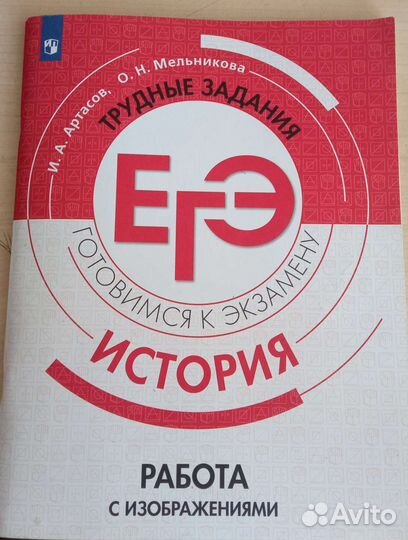 И. А. Артасов, О. Н. Мельникова
ТРУДНЫЕ ЗАДАНИЯ
ЕГЭ
ГОТОВИМСЯ К ЭКЗАМЕНУ
ИСТОРИЯ
РАБОТА
С ИЗОБРАЖЕНИЯМИ
Avito